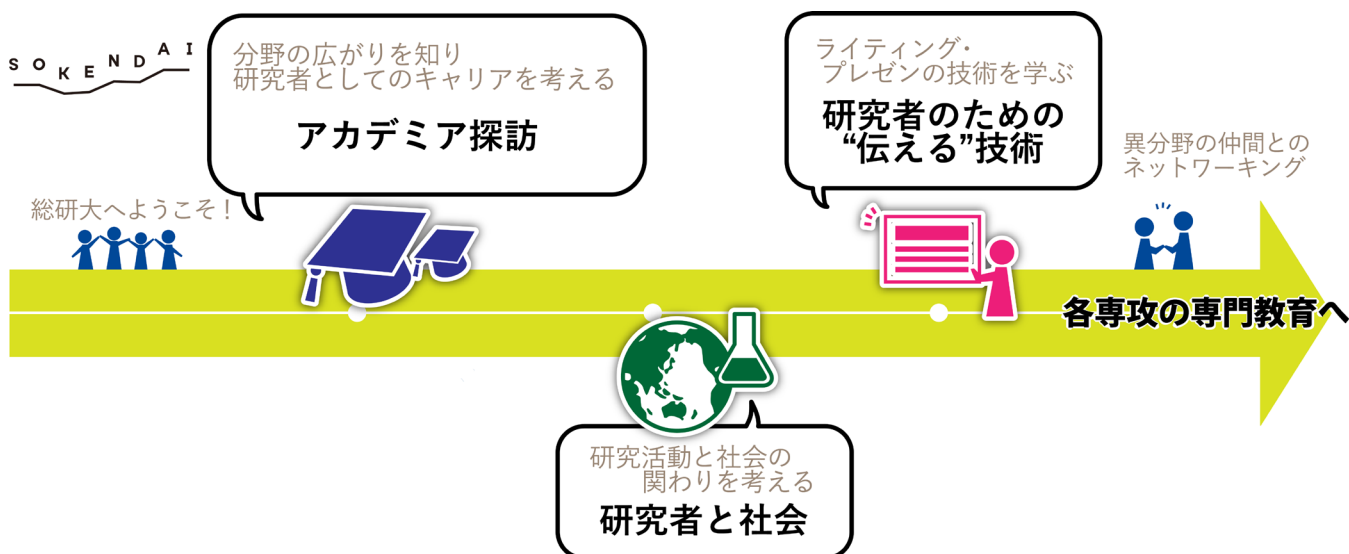 SOKENDAI
分野の広がりを知り
研究者としてのキャリアを考える
アカデミア探訪
ライティング・
プレゼンの技術を学ぶ
研究者のための
“伝える”技術
異分野の仲間との
ネットワーキング
総研大へようこそ！
各専攻の専門教育へ
研究活動と社会の
関わりを考える
研究者と社会